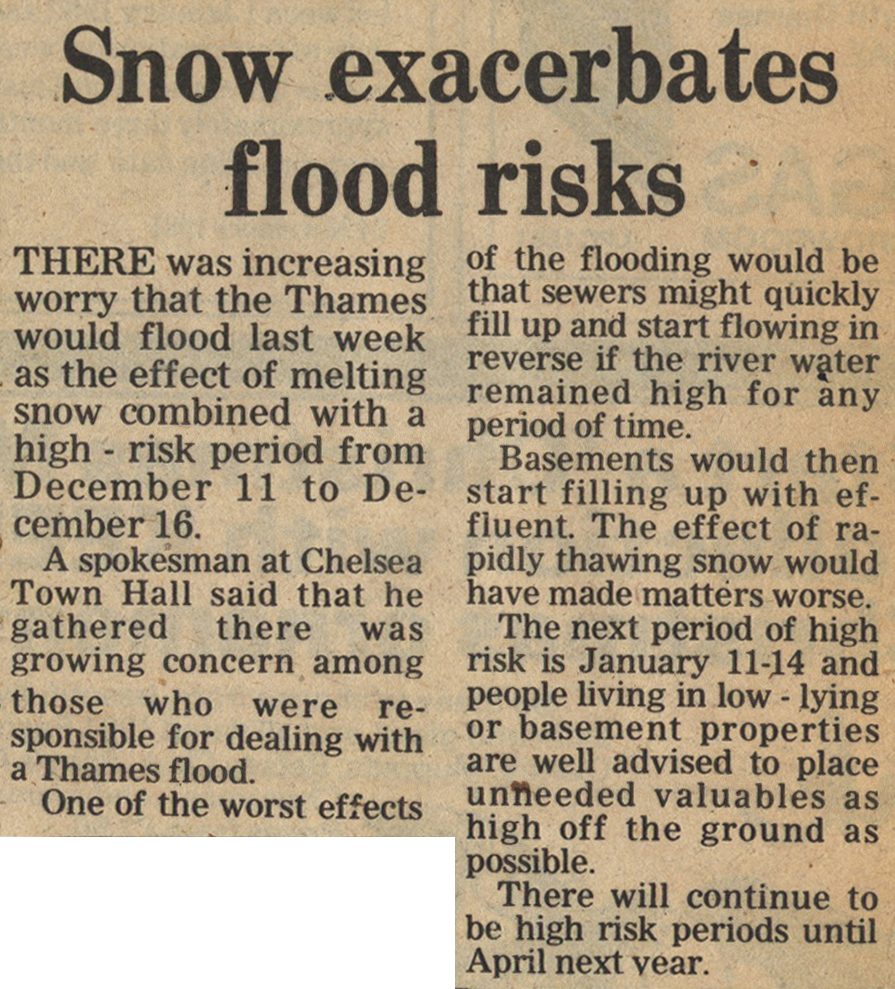 Snow exacerbates
flood risks
THERE was increasing
worry that the Thames
would flood last week
as the effect of melting
snow combined with a
high - risk period from
December 11 to De-
cember 16.
A spokesman at Chelsea
Town Hall said that he
gathered there was
growing concern among
those who were re-
sponsible for dealing with
a Thames flood.
One of the worst effects
of the flooding would be
that sewers might quickly
fill up and start flowing in
reverse if the river water
remained high for any
period of time.
Basements would then
start filling up with ef-
fluent. The effect of ra-
pidly thawing snow would
have made matters worse.
The next period of high
risk is January 11-14 and
people living in low - lying
or basement properties
are well advised to place
unneeded valuables as
high off the ground as
possible.
There will continue to
be high risk periods until
April next year.